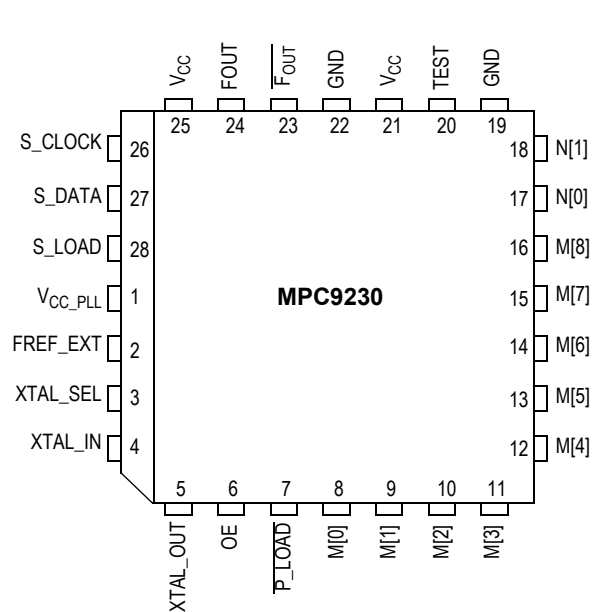 VCC FOUT FOUT GND VCC TEST GND
25 24 23 22 21 20 19
S_CLOCK 26 18 N[1]
S_DATA 27 17 N[0]
S_LOAD 28 16 M[8]
VCC_PLL 1 MPC9230 15 M[7]
FREF_EXT 2 14 M[6]
XTAL_SEL 3 13 M[5]
XTAL_IN 4 12 M[4]
5 6 7 8 9 10 11
XTAL_OUT OE P_LOAD M[0] M[1] M[2] M[3]